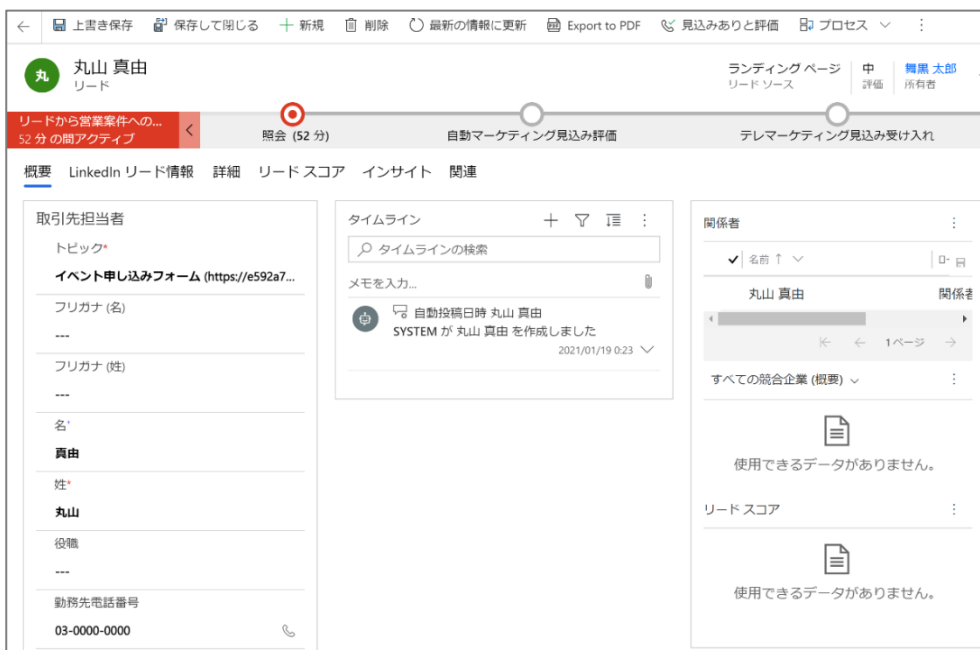 上書き保存 保存して閉じる 新規 削除 最新の情報に更新 Export to PDF 見込みありと評価 プロセス
丸
丸山 真由
リード
ランディング ページ
リード ソース
中
評価
舞黒 太郎
所有者
リードから営業案件への...
52 分 の間アクティブ
照会 (52 分)
自動マーケティング見込み評価
テレマーケティング見込み受け入れ
概要 LinkedIn リード情報 詳細 リード スコア インサイト 関連
取引先担当者
トピック*
イベント申し込みフォーム (https://e592a7...
フリガナ (名)
---
フリガナ (姓)
---
名
真由
姓*
丸山
役職
---
勤務先電話番号
03-0000-0000
タイムライン
タイムラインの検索
メモを入力...
自動投稿日時 丸山 真由
SYSTEM が 丸山 真由 を作成しました
2021/01/19 0:23
関係者
名前 ↑
ロ-
丸山 真由 関係者
1ページ
すべての競合企業 (概要)
使用できるデータがありません。
リード スコア
使用できるデータがありません。